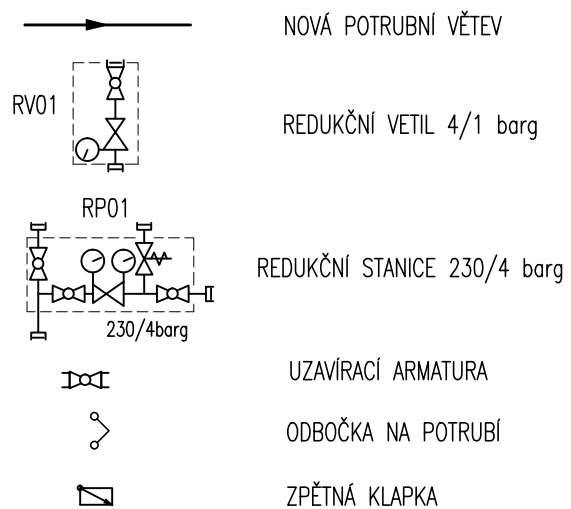 NOVÁ POTRUBNÍ VĚTEV
RV01
REDUKČNÍ VETIL 4/1 barg
RP01
REDUKČNÍ STANICE 230/4 barg
230/4barg
UZAVÍRACÍ ARMATURA
ODBOČKA NA POTRUBÍ
ZPĚTNÁ KLAPKA